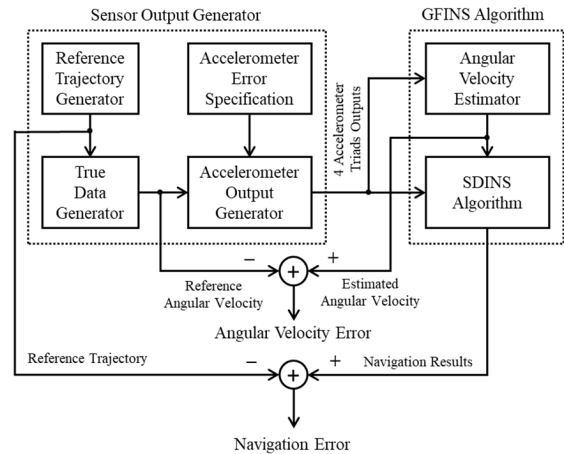 Sensor Output Generator
GFINS Algorithm
Reference
Trajectory
Generator
Accelerometer
Error
Specification
4 Accelerometer
Triads Outputs
Angular
Velocity
Estimator
True
Data
Generator
Accelerometer
Output
Generator
SDINS
Algorithm
− + +
Reference
Angular Velocity
Estimated
Angular Velocity
Angular Velocity Error
Reference Trajectory
− + +
Navigation Results
Navigation Error